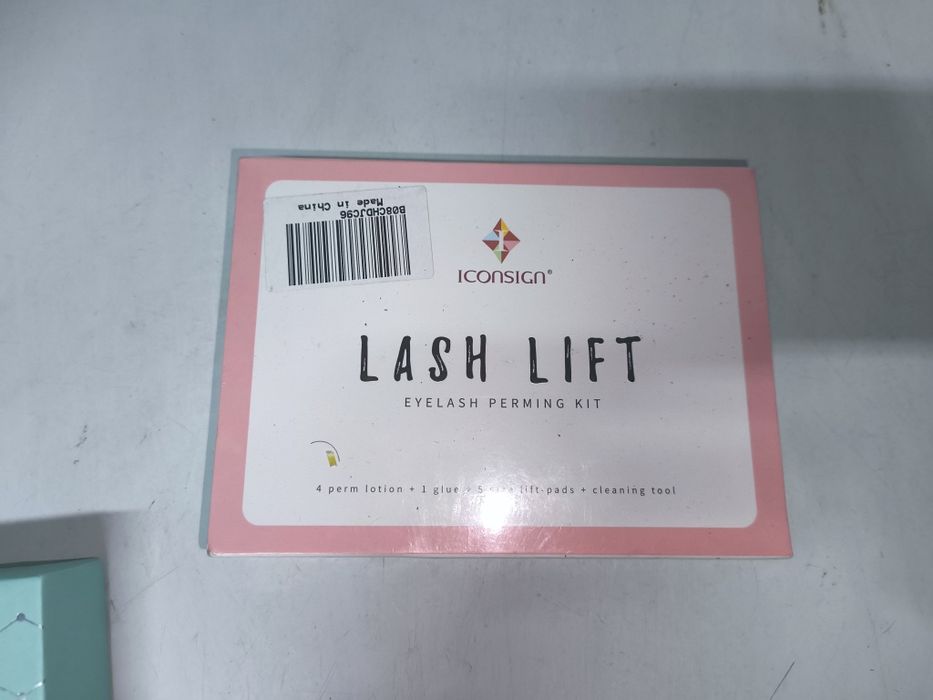 Made in China
B08CHDJC96
ICONSIGN®
LASH LIFT
EYELASH PERMING KIT
4 perm lotion + 1 glue + 5 size lift-pads + cleaning tool